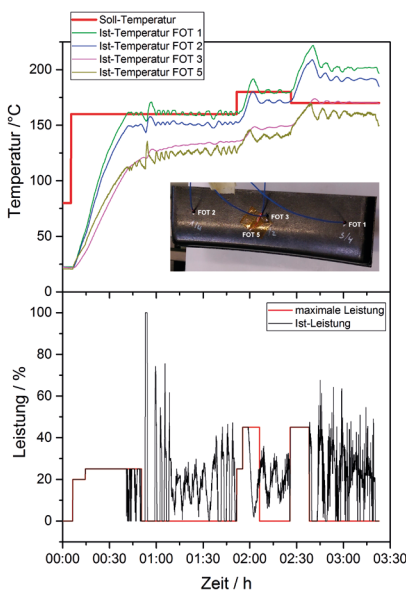 Soll-Temperatur
Ist-Temperatur FOT 1
Ist-Temperatur FOT 2
Ist-Temperatur FOT 3
Ist-Temperatur FOT 5
200
150
100
50
0
Temperatur /°C
FOT 2
FOT 3
FOT 1
FOT 5
maximale Leistung
Ist-Leistung
100
80
60
40
20
0
Leistung / %
00:00 00:30 01:00 01:30 02:00 02:30 03:00 03:30
Zeit / h